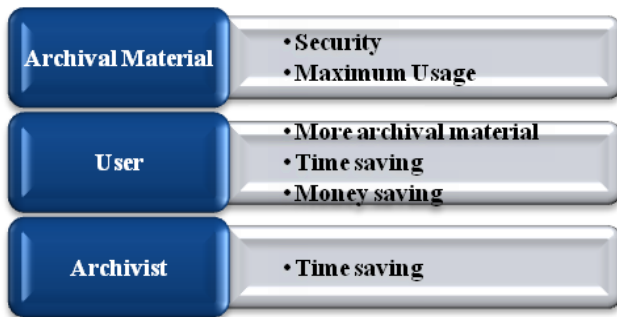 Archival Material
• Security
• Maximum Usage
User
• More archival material
• Time saving
• Money saving
Archivist
• Time saving